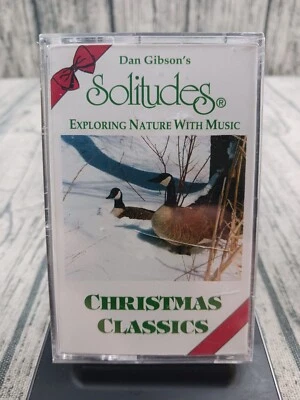 Dan Gibson's
Solitudes®
EXPLORING NATURE WITH MUSIC
CHRISTMAS
CLASSICS